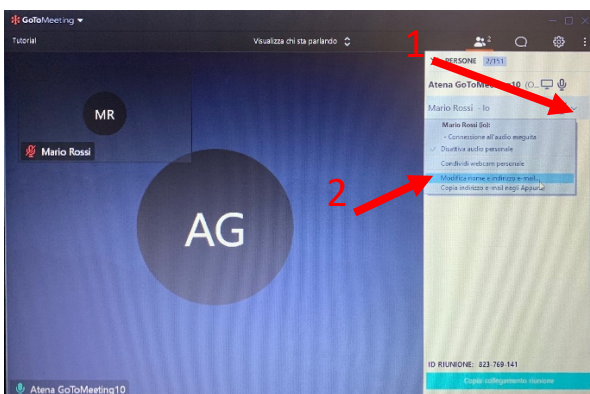 GoToMeeting
Tutorial
Visualizza chi sta parlando
2
1
PERSONE 2/151
Atena GoToMeeting10 (O...
Mario Rossi - Io
MR
Mario Rossi (io):
- Connessione all'audio eseguita
Disattiva audio personale
Condividi webcam personale
Modifica nome e indirizzo e-mail...
Copia indirizzo e-mail negli Appunti
Mario Rossi
2
AG
ID RIUNIONE: 823-769-141
Copia collegamento riunione
Atena GoToMeeting10